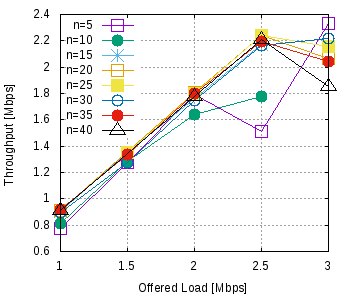 2.4
2.2
2
1.8
1.6
1.4
1.2
1
0.8
0.6
Throughput [Mbps]
n=5
n=10
n=15
n=20
n=25
n=30
n=35
n=40
1 1.5 2 2.5 3
Offered Load [Mbps]